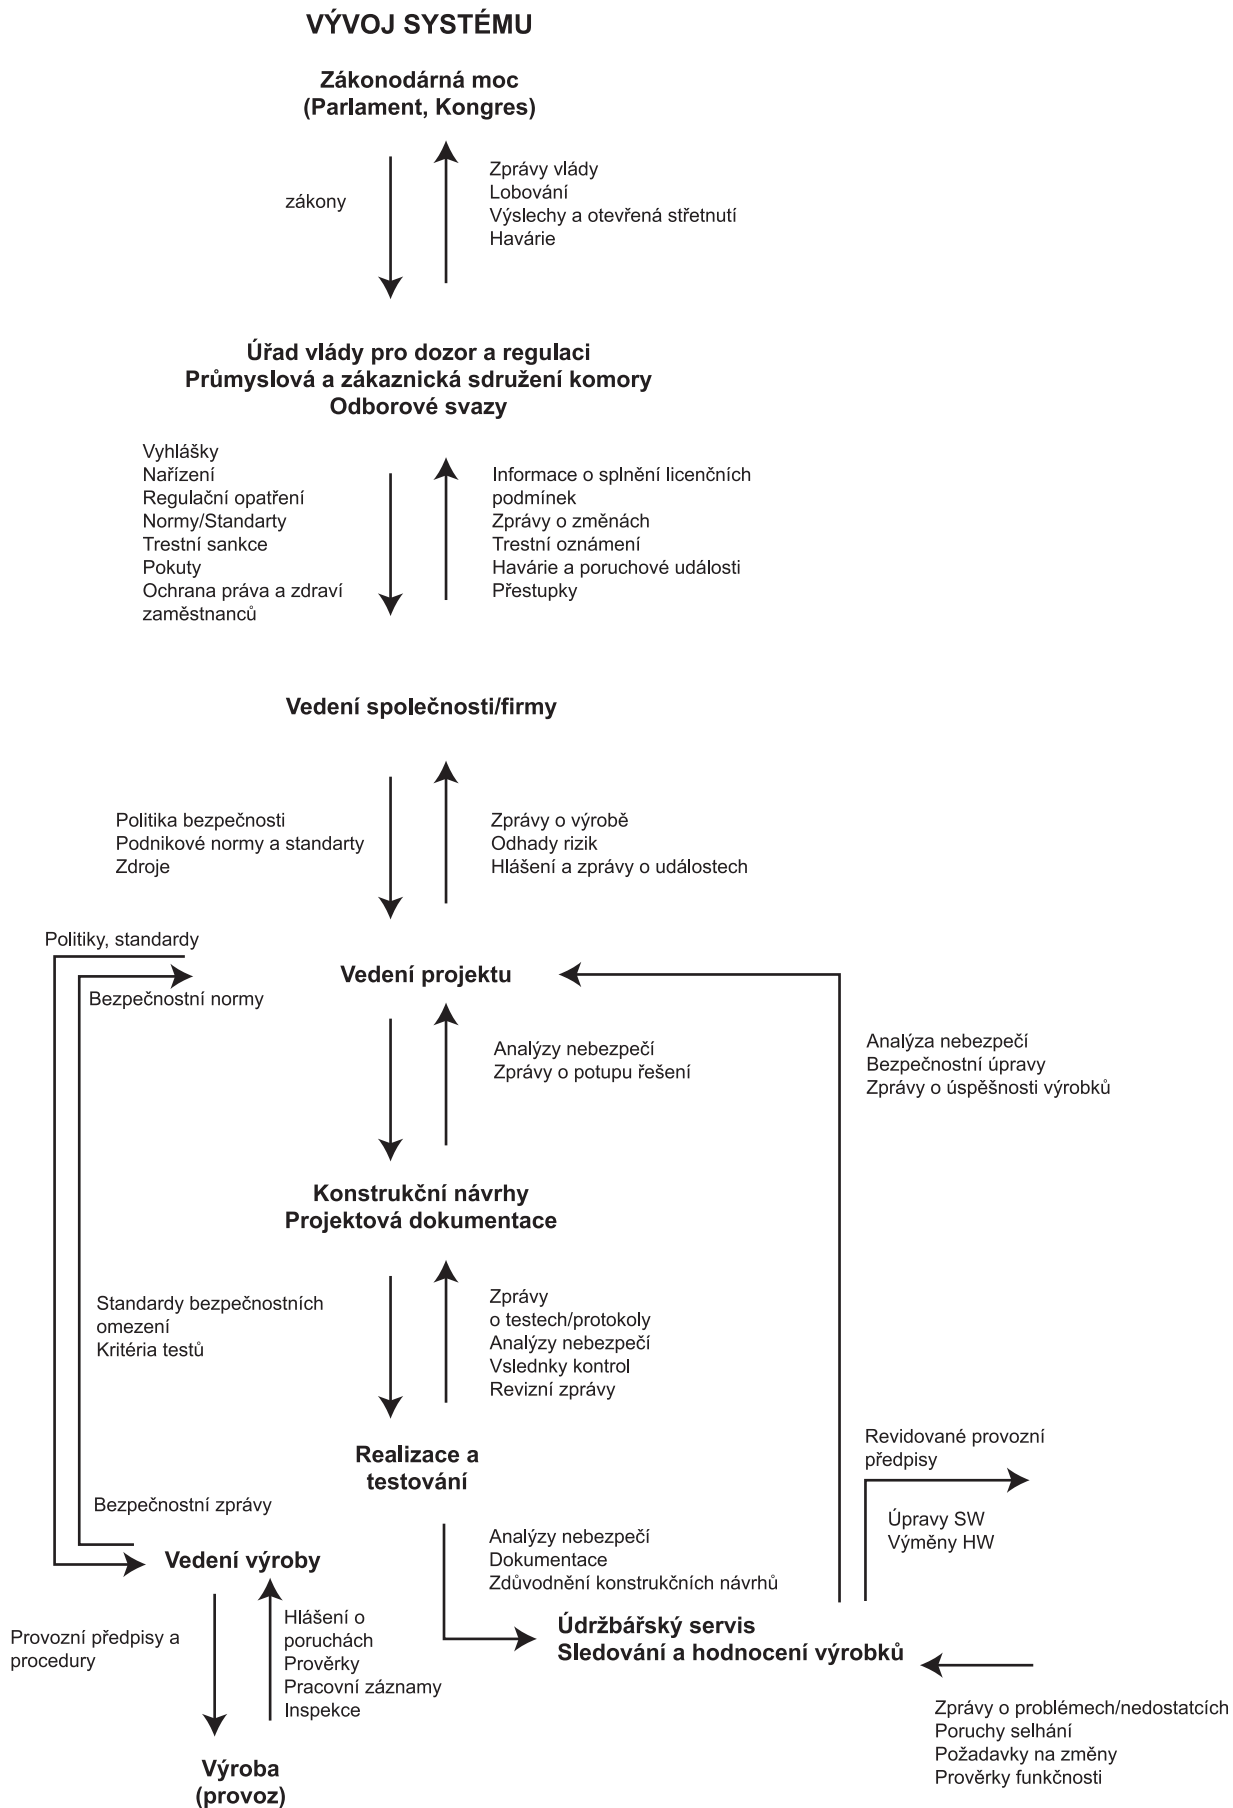 VÝVOJ SYSTÉMU
Zákonodárná moc
(Parlament, Kongres)
zákony
Zprávy vlády
Lobování
Výslechy a otevřená střetnutí
Havárie
Úřad vlády pro dozor a regulaci
Průmyslová a zákaznická sdružení komory
Odborové svazy
Vyhlášky
Nařízení
Regulační opatření
Normy/Standarty
Trestní sankce
Pokuty
Ochrana práva a zdraví
zaměstnanců
Informace o splnění licenčních
podmínek
Zprávy o změnách
Trestní oznámení
Havárie a poruchové události
Přestupky
Vedení společnosti/firmy
Politika bezpečnosti
Podnikové normy a standarty
Zdroje
Zprávy o výrobě
Odhady rizik
Hlášení a zprávy o událostech
Politiky, standardy
Bezpečnostní normy
Vedení projektu
Analýzy nebezpečí
Zprávy o potupu řešení
Analýza nebezpečí
Bezpečnostní úpravy
Zprávy o úspěšnosti výrobků
Konstrukční návrhy
Projektová dokumentace
Standardy bezpečnostních
omezení
Kritéria testů
Zprávy
o testech/protokoly
Analýzy nebezpečí
Vslednky kontrol
Revizní zprávy
Realizace a
testování
Revidované provozní
předpisy
Úpravy SW
Výměny HW
Bezpečnostní zprávy
Vedení výroby
Analýzy nebezpečí
Dokumentace
Zdůvodnění konstrukčních návrhů
Provozní předpisy a
procedury
Hlášení o
poruchách
Prověrky
Pracovní záznamy
Inspekce
Údržbářský servis
Sledování a hodnocení výrobků
Zprávy o problémech/nedostatcích
Poruchy selhání
Požadavky na změny
Prověrky funkčnosti
Výroba
(provoz)